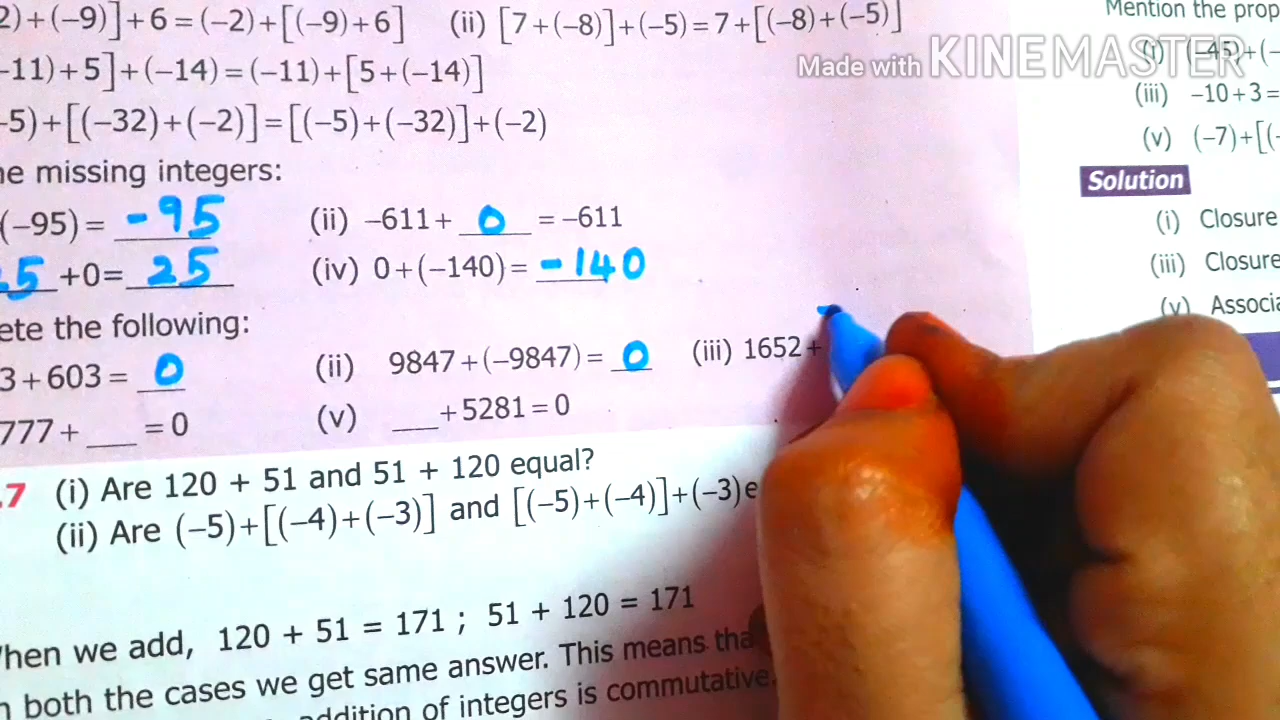 2)+(−9)]+6=(−2)+[(−9)+6] (ii) [7+(−8)]+(−5)=7+[(−8)+(−5)]
−11)+5]+(−14)=(−11)+[5+(−14)]
−5)+[(−32)+(−2)]=[(−5)+(−32)]+(−2)
he missing integers:
(−95)= -95 (ii) −611+ 0 =−611
25 +0= 25 (iv) 0+(−140)= -140
ete the following:
3+603= 0 (ii) 9847+(−9847)= 0 (iii) 1652+
777+ ___ =0 (v) ___+5281=0
.7 (i) Are 120 + 51 and 51 + 120 equal?
(ii) Are (−5)+[(−4)+(−3)] and [(−5)+(−4)]+(−3)e
When we add, 120 + 51 = 171 ; 51 + 120 = 171
n both the cases we get same answer. This means tha
addition of integers is commutative.
Made with KINEMASTER
Mention the prop
(i) (−45)+(−
(iii) −10+3=
(v) (−7)+[(−
Solution
(i) Closure
(iii) Closure
(v) Associa